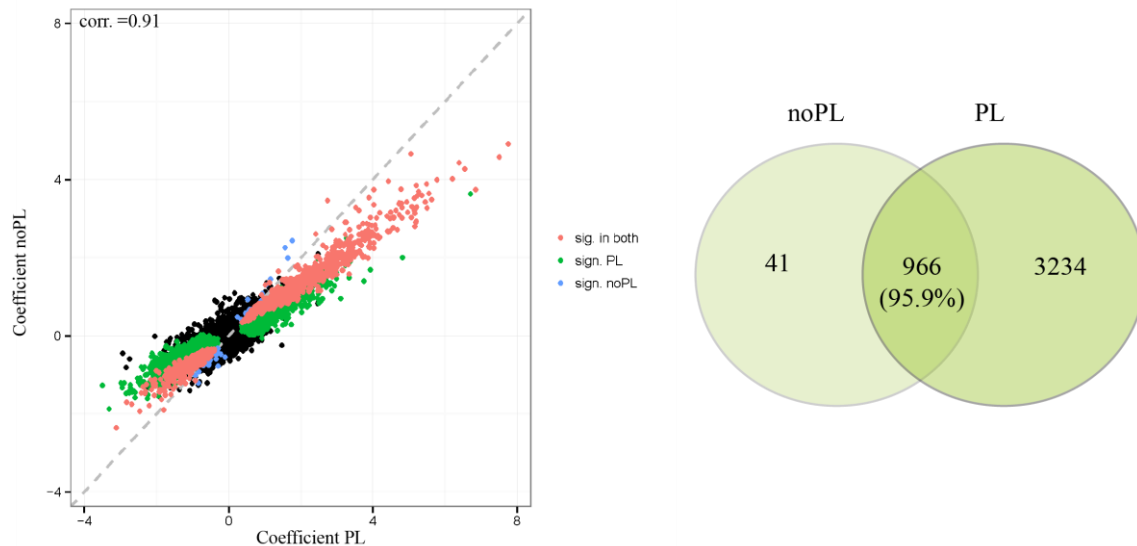 corr. =0.91
8
4
0
−4
−4
0
4
8
Coefficient noPL
Coefficient PL
sig. in both
sign. PL
sign. noPL
noPL
PL
41
966
(95.9%)
3234